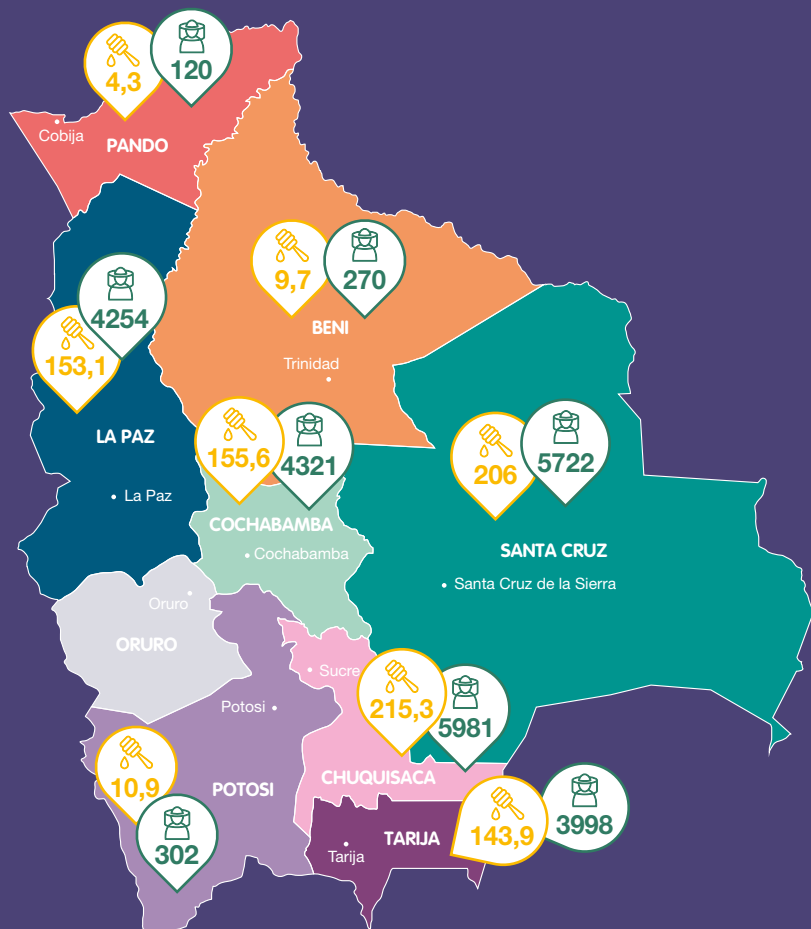 4,3
120
Cobija
PANDO
9,7
270
BENI
Trinidad
4254
153,1
LA PAZ
La Paz
155,6
4321
COCHABAMBA
Cochabamba
206
5722
SANTA CRUZ
Santa Cruz de la Sierra
Oruro
ORURO
Sucre
215,3
5981
Potosi
10,9
POTOSI
302
CHUQUISACA
143,9
3998
TARIJA
Tarija